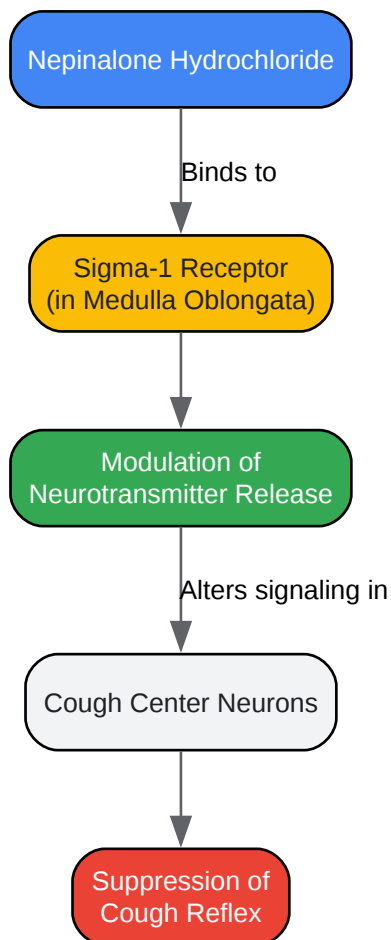 Nepinalone Hydrochloride
Binds to
Sigma-1 Receptor
(in Medulla Oblongata)
Modulation of
Neurotransmitter Release
Alters signaling in
Cough Center Neurons
Suppression of
Cough Reflex